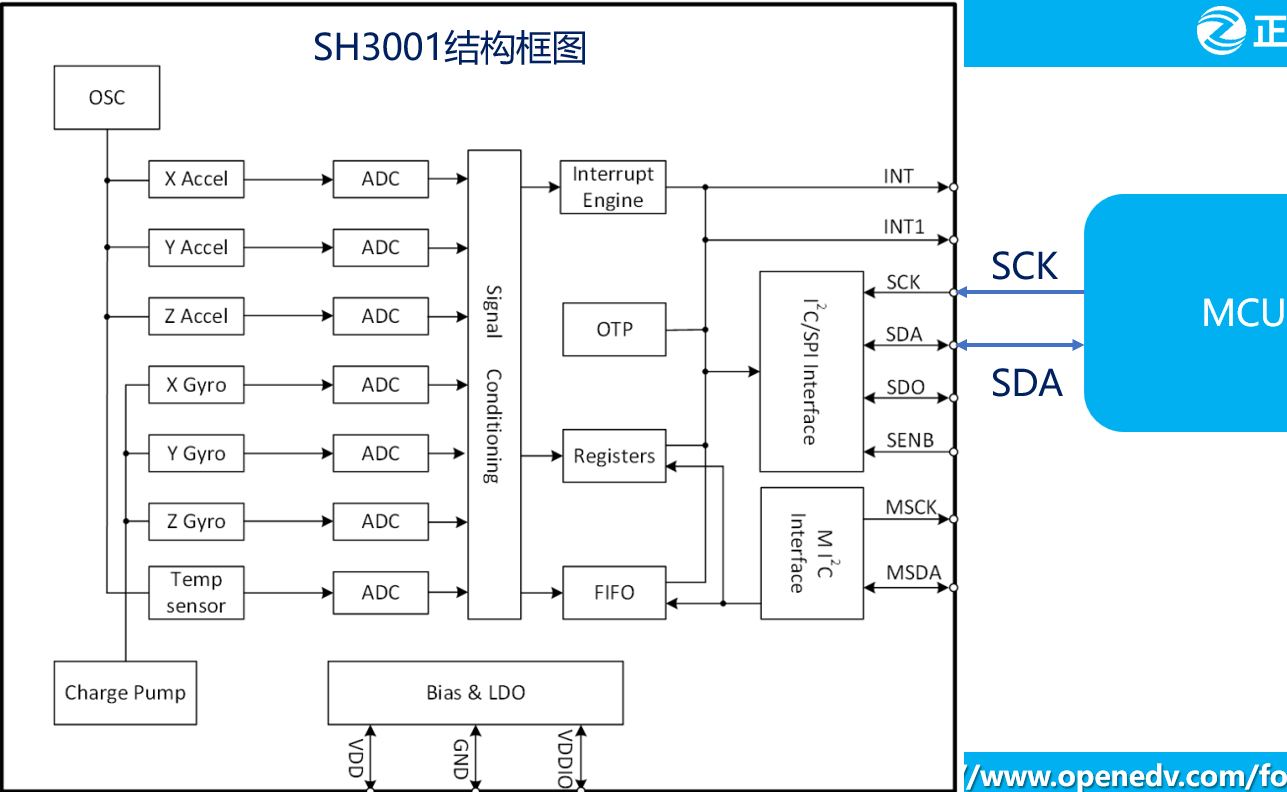 SH3001结构框图
正
OSC
X Accel
ADC
Y Accel
ADC
Z Accel
ADC
X Gyro
ADC
Y Gyro
ADC
Z Gyro
ADC
Temp
sensor
ADC
Charge Pump
Signal Conditioning
Interrupt
Engine
OTP
Registers
FIFO
Bias & LDO
VDD
GND
VDDIO
I²C/SPI Interface
M I²C
Interface
INT
INT1
SCK
SDA
SDO
SENB
MSCK
MSDA
SCK
SDA
MCU
//www.openedv.com/fo